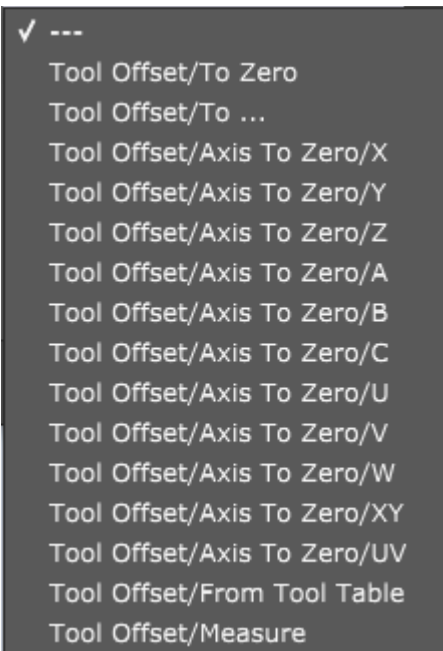 ✓ ---
Tool Offset/To Zero
Tool Offset/To ...
Tool Offset/Axis To Zero/X
Tool Offset/Axis To Zero/Y
Tool Offset/Axis To Zero/Z
Tool Offset/Axis To Zero/A
Tool Offset/Axis To Zero/B
Tool Offset/Axis To Zero/C
Tool Offset/Axis To Zero/U
Tool Offset/Axis To Zero/V
Tool Offset/Axis To Zero/W
Tool Offset/Axis To Zero/XY
Tool Offset/Axis To Zero/UV
Tool Offset/From Tool Table
Tool Offset/Measure